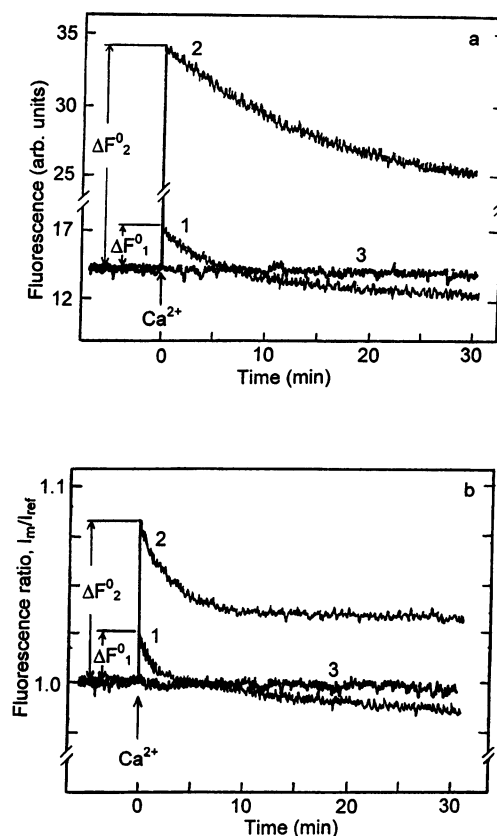 a
35
30
25
17
12
Fluorescence (arb. units)
ΔF⁰₂
ΔF⁰₁
2
1
3
Ca²⁺
0 10 20 30
Time (min)
b
1.1
1.0
Fluorescence ratio, Iₘ/I_ref
ΔF⁰₂
ΔF⁰₁
2
1
3
Ca²⁺
0 10 20 30
Time (min)